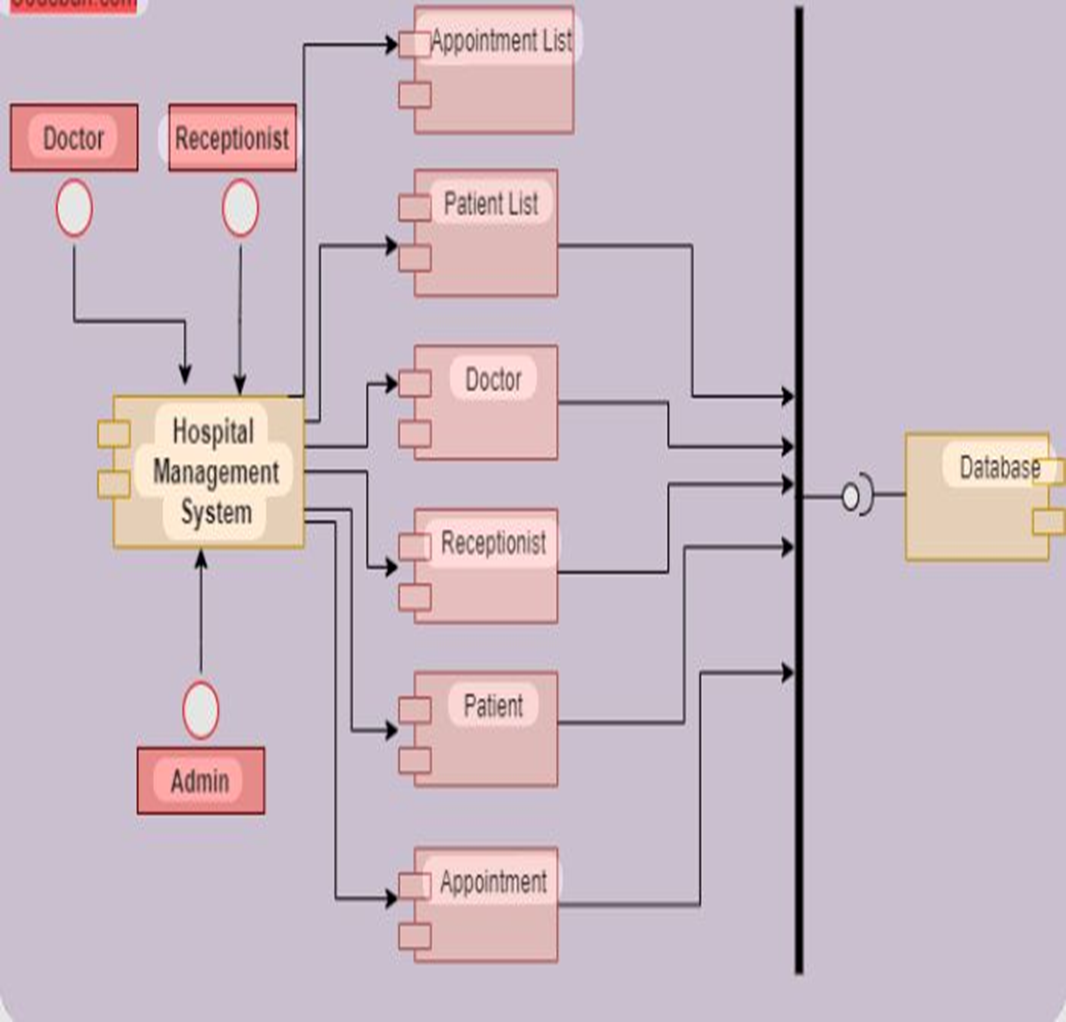 Appointment List
Doctor
Receptionist
Patient List
Doctor
Hospital
Management
System
Database
Receptionist
Patient
Admin
Appointment